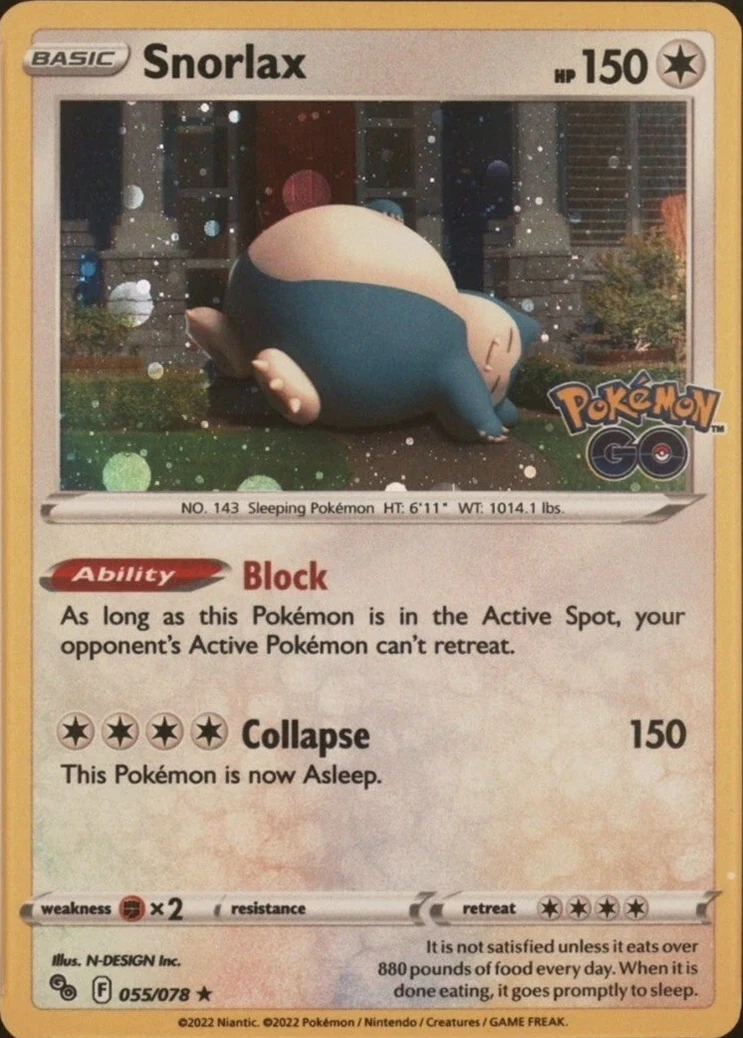 BASIC Snorlax HP 150
POKéMON™
GO
NO. 143 Sleeping Pokémon HT: 6'11" WT: 1014.1 lbs.
Ability Block
As long as this Pokémon is in the Active Spot, your
opponent's Active Pokémon can't retreat.
Collapse 150
This Pokémon is now Asleep.
weakness ×2 resistance retreat
It is not satisfied unless it eats over
880 pounds of food every day. When it is
done eating, it goes promptly to sleep.
Illus. N-DESIGN Inc.
GO F 055/078 ★
©2022 Niantic. ©2022 Pokémon / Nintendo / Creatures / GAME FREAK.